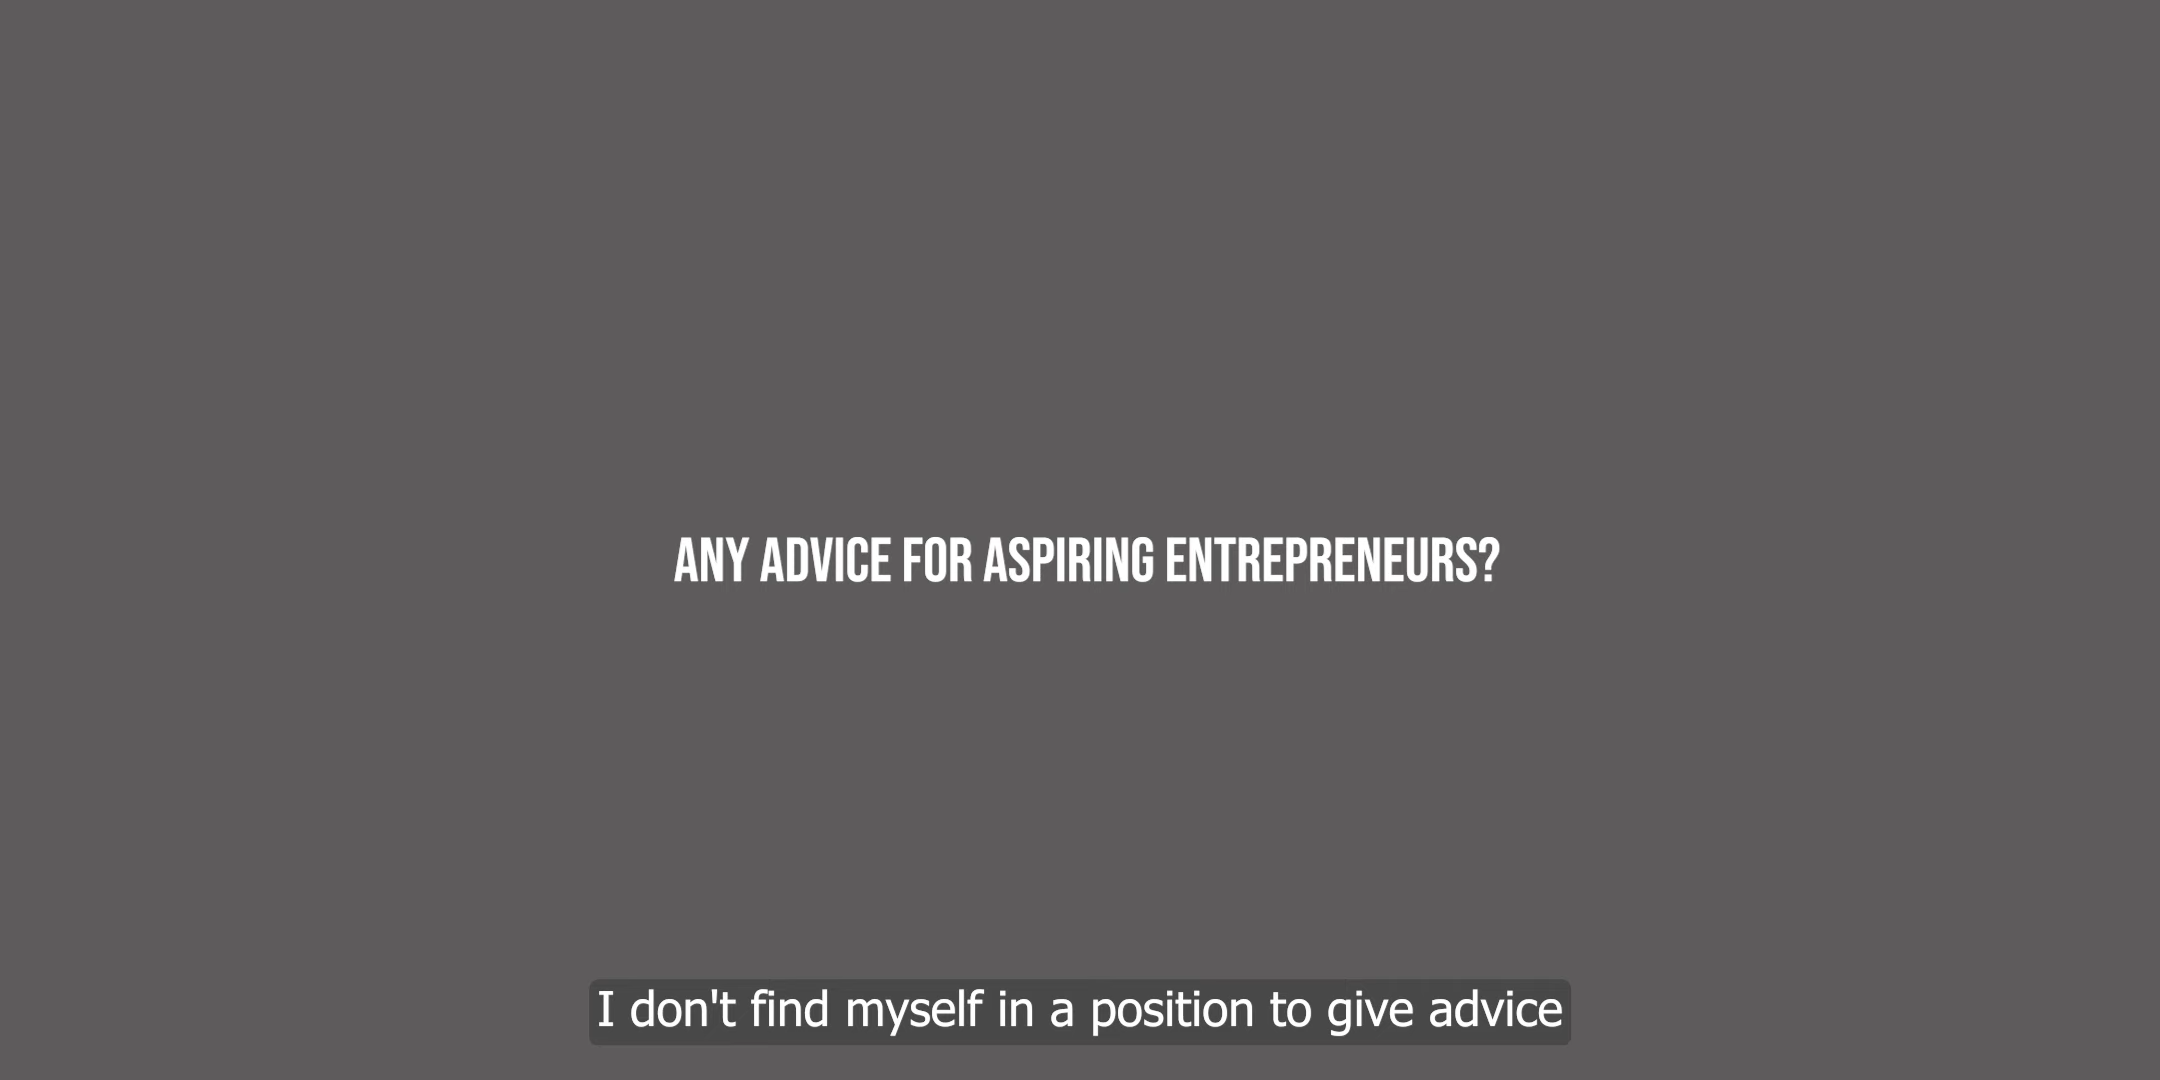 ANY ADVICE FOR ASPIRING ENTREPRENEURS?
I don't find myself in a position to give advice